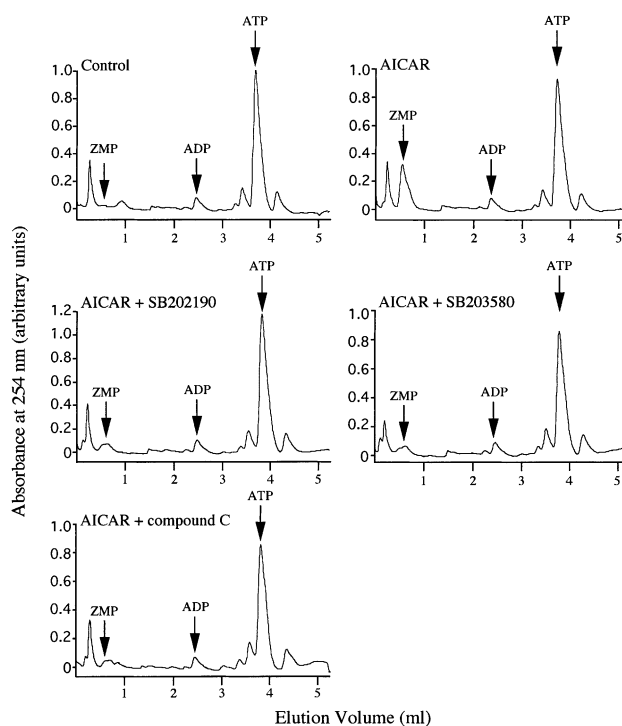 Absorbance at 254 nm (arbitrary units)
Control
ATP
ZMP
ADP
1.0
0.8
0.6
0.4
0.2
0
1 2 3 4 5
AICAR
ATP
ZMP
ADP
1.0
0.8
0.6
0.4
0.2
0
1 2 3 4 5
AICAR + SB202190
ATP
ZMP
ADP
1.2
1.0
0.8
0.6
0.4
0.2
0
1 2 3 4 5
AICAR + SB203580
ATP
ZMP
ADP
1.0
0.8
0.6
0.4
0.2
0
1 2 3 4 5
AICAR + compound C
ATP
ZMP
ADP
1.0
0.8
0.6
0.4
0.2
0
1 2 3 4 5
Elution Volume (ml)